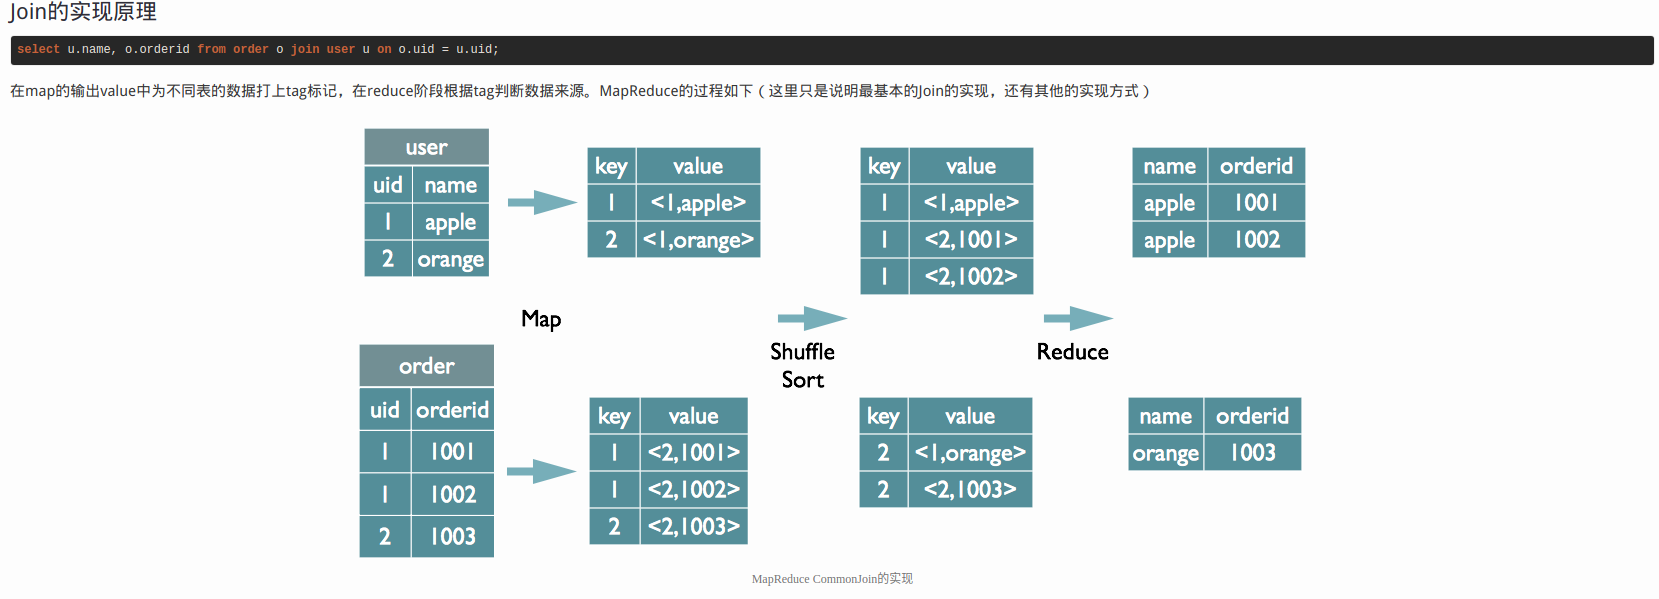 Join的实现原理
select u.name, o.orderid from order o join user u on o.uid = u.uid;
在map的输出value中为不同表的数据打上tag标记，在reduce阶段根据tag判断数据来源。MapReduce的过程如下（这里只是说明最基本的Join的实现，还有其他的实现方式）
user
uid name
1 apple
2 orange
key value
1 <1,apple>
2 <1,orange>
key value
1 <1,apple>
1 <2,1001>
1 <2,1002>
name orderid
apple 1001
apple 1002
Map
Shuffle
Sort
Reduce
order
uid orderid
1 1001
1 1002
2 1003
key value
1 <2,1001>
1 <2,1002>
2 <2,1003>
key value
2 <1,orange>
2 <2,1003>
name orderid
orange 1003
MapReduce CommonJoin的实现